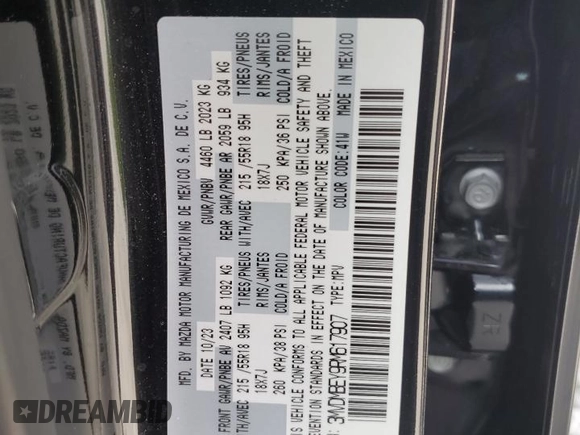 MFD. BY MAZDA MOTOR MANUFACTURING DE MEXICO S.A. DE C.V.
DATE 10/23 GVWR/PNBV 4460 LB 2023 KG
FRONT GAWR/PNBE AV 2407 LB 1092 KG REAR GAWR/PNBE AR 2059 LB 934 KG
WITH/AVEC 215 /55R18 95H TIRES/PNEUS WITH/AVEC 215 /55R18 95H TIRES/PNEUS
18X7J RIMS/JANTES 18X7J RIMS/JANTES
260 KPA/38 PSI COLD/A FROID 250 KPA/36 PSI COLD/A FROID
THIS VEHICLE CONFORMS TO ALL APPLICABLE FEDERAL MOTOR VEHICLE SAFETY AND THEFT
PREVENTION STANDARDS IN EFFECT ON THE DATE OF MANUFACTURE SHOWN ABOVE.
3MVDMBEJ9RM617907 TYPE:MPV COLOR CODE:41W MADE IN MEXICO
ZR
DREAMBID
.COM